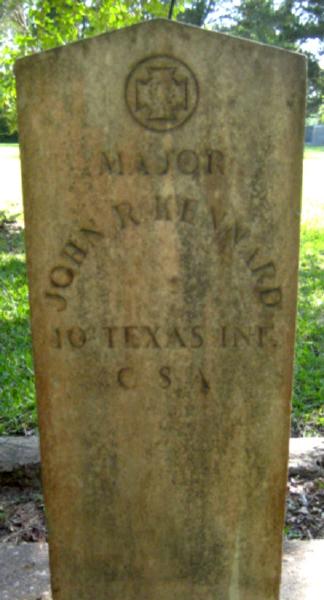 MAJOR
JOHN R KENNARD
10 TEXAS INF.
C S A